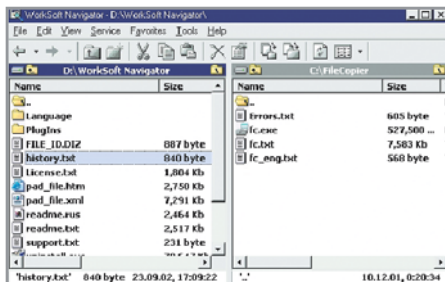 WorkSoft Navigator - D:\WorkSoft Navigator\
File Edit View Service Favorites Tools Help
D:\WorkSoft Navigator
C:\FileCopier
Name Size
Name Size
..
Language
PlugIns
FILE_ID.DIZ 887 byte
history.txt 840 byte
License.txt 1,804 Kb
pad_file.htm 2,750 Kb
pad_file.xml 7,291 Kb
readme.rus 2,464 Kb
readme.txt 2,517 Kb
support.txt 231 byte
..
Errors.txt 605 byte
fc.exe 527,500 ...
fc.txt 7,583 Kb
fc_eng.txt 568 byte
'history.txt' 840 byte 23.09.02, 17:09:22
'..' 10.12.01, 0:20:34